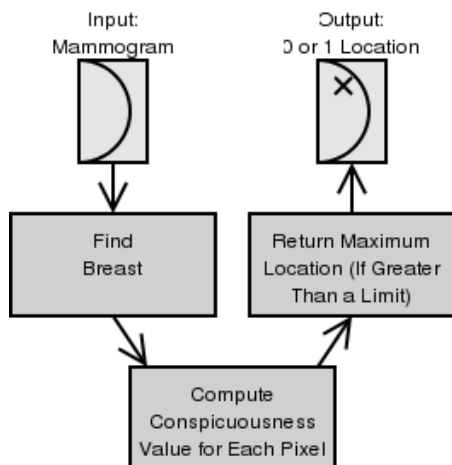 Input:
Mammogram
Output:
0 or 1 Location
Find
Breast
Return Maximum
Location (If Greater
Than a Limit)
Compute
Conspicuousness
Value for Each Pixel